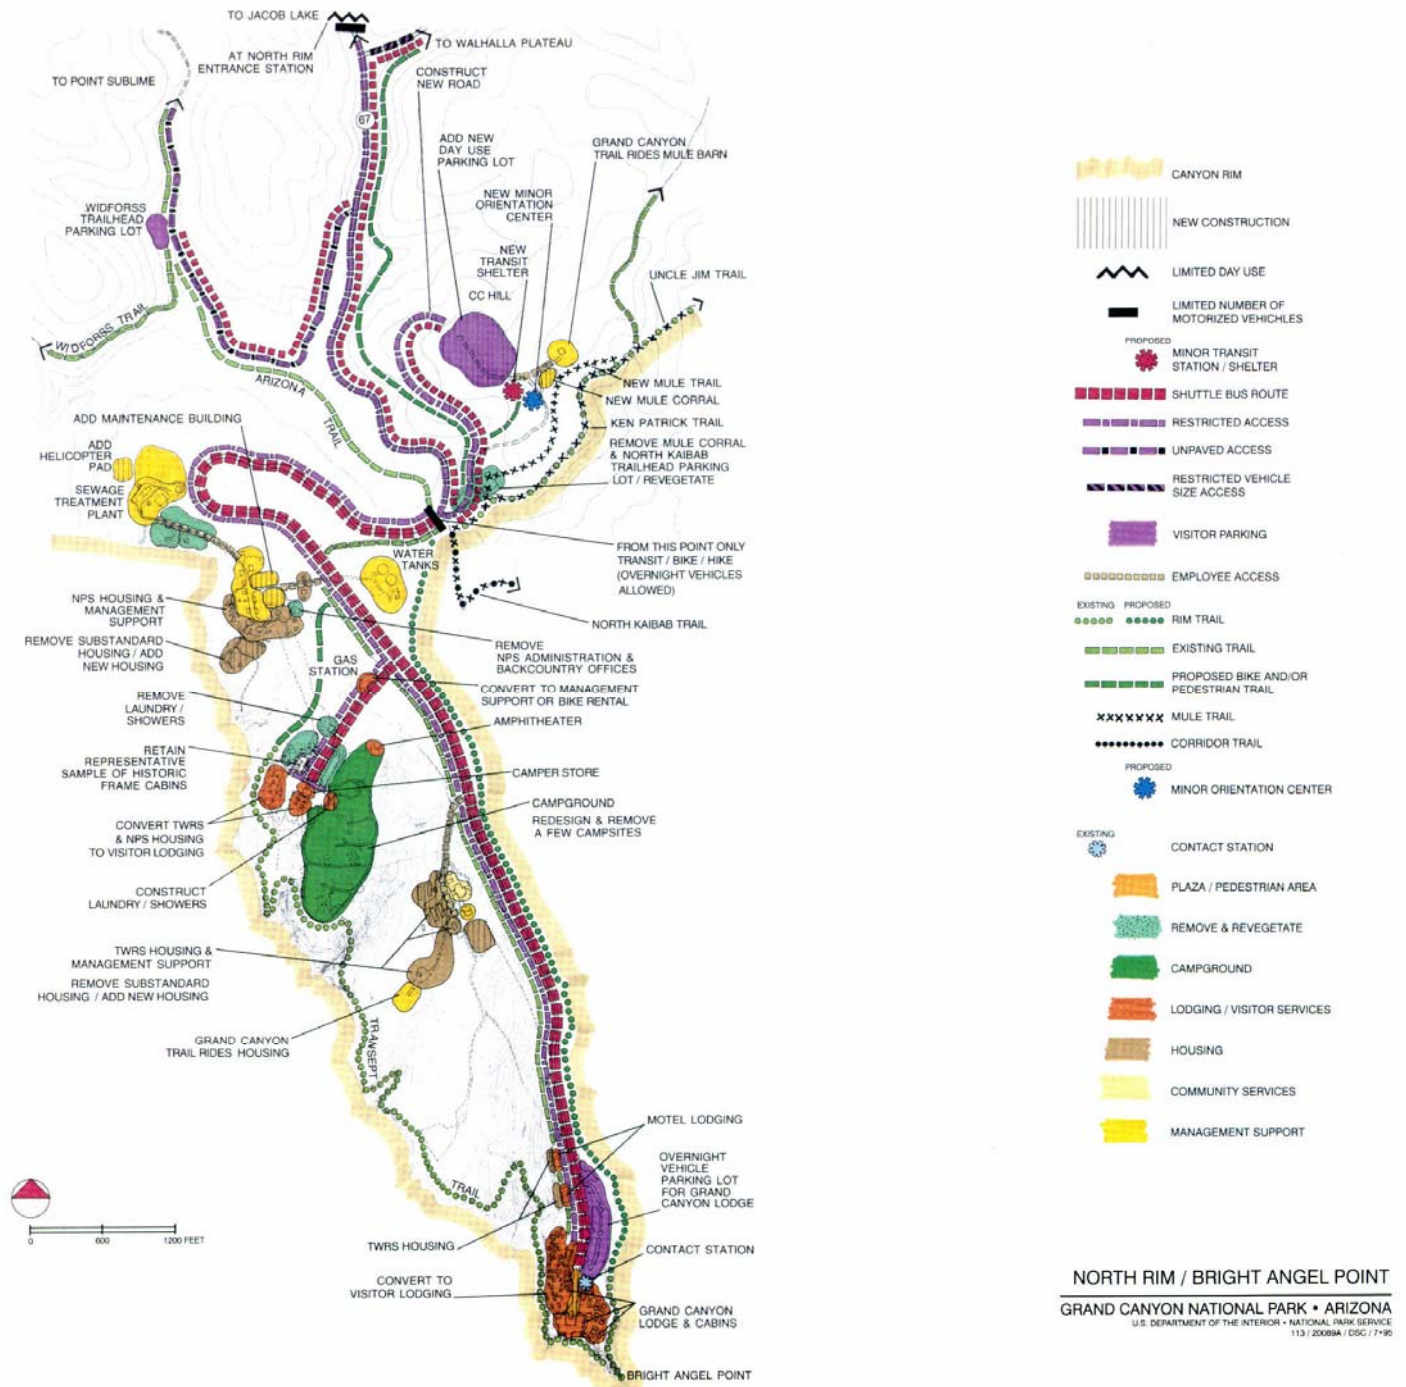 TO JACOB LAKE
AT NORTH RIM
ENTRANCE STATION
TO WALHALLA PLATEAU
TO POINT SUBLIME
CONSTRUCT
NEW ROAD
67
ADD NEW
DAY USE
PARKING LOT
GRAND CANYON
TRAIL RIDES MULE BARN
NEW MINOR
ORIENTATION
CENTER
WIDFORSS
TRAILHEAD
PARKING LOT
NEW
TRANSIT
SHELTER
CC HILL
UNCLE JIM TRAIL
WIDFORSS TRAIL
ARIZONA
TRAIL
NEW MULE TRAIL
NEW MULE CORRAL
KEN PATRICK TRAIL
REMOVE MULE CORRAL
& NORTH KAIBAB
TRAILHEAD PARKING
LOT / REVEGETATE
ADD MAINTENANCE BUILDING
ADD
HELICOPTER
PAD
SEWAGE
TREATMENT
PLANT
WATER
TANKS
FROM THIS POINT ONLY
TRANSIT / BIKE / HIKE
(OVERNIGHT VEHICLES
ALLOWED)
NORTH KAIBAB TRAIL
NPS HOUSING &
MANAGEMENT
SUPPORT
REMOVE SUBSTANDARD
HOUSING / ADD
NEW HOUSING
REMOVE
NPS ADMINISTRATION &
BACKCOUNTRY OFFICES
GAS
STATION
CONVERT TO MANAGEMENT
SUPPORT OR BIKE RENTAL
REMOVE
LAUNDRY /
SHOWERS
AMPHITHEATER
RETAIN
REPRESENTATIVE
SAMPLE OF HISTORIC
FRAME CABINS
CAMPER STORE
CAMPGROUND
REDESIGN & REMOVE
A FEW CAMPSITES
CONVERT TWRS
& NPS HOUSING
TO VISITOR LODGING
CONSTRUCT
LAUNDRY / SHOWERS
TWRS HOUSING &
MANAGEMENT SUPPORT
REMOVE SUBSTANDARD
HOUSING / ADD NEW HOUSING
GRAND CANYON
TRAIL RIDES HOUSING
TRANSEPT
TRAIL
MOTEL LODGING
OVERNIGHT
VEHICLE
PARKING LOT
FOR GRAND
CANYON LODGE
TWRS HOUSING
CONTACT STATION
CONVERT TO
VISITOR LODGING
GRAND CANYON
LODGE & CABINS
BRIGHT ANGEL POINT
0 600 1200 FEET
CANYON RIM
NEW CONSTRUCTION
LIMITED DAY USE
LIMITED NUMBER OF
MOTORIZED VEHICHLES
PROPOSED
MINOR TRANSIT
STATION / SHELTER
SHUTTLE BUS ROUTE
RESTRICTED ACCESS
UNPAVED ACCESS
RESTRICTED VEHICLE
SIZE ACCESS
VISITOR PARKING
EMPLOYEE ACCESS
EXISTING PROPOSED
RIM TRAIL
EXISTING TRAIL
PROPOSED BIKE AND/OR
PEDESTRIAN TRAIL
MULE TRAIL
CORRIDOR TRAIL
PROPOSED
MINOR ORIENTATION CENTER
EXISTING
CONTACT STATION
PLAZA / PEDESTRIAN AREA
REMOVE & REVEGETATE
CAMPGROUND
LODGING / VISITOR SERVICES
HOUSING
COMMUNITY SERVICES
MANAGEMENT SUPPORT
NORTH RIM / BRIGHT ANGEL POINT
GRAND CANYON NATIONAL PARK • ARIZONA
U.S. DEPARTMENT OF THE INTERIOR • NATIONAL PARK SERVICE
113 / 20089A / DSC / 7•95